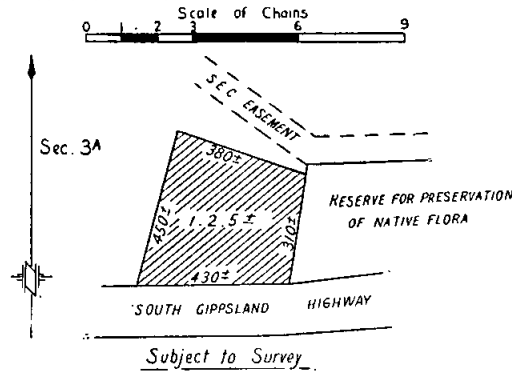 Scale of Chains
0 1 2 3 6 9
SEC EASEMENT
Sec. 3A
380±
450±
1. 2. 5 ±
310±
430±
RESERVE FOR PRESERVATION
OF NATIVE FLORA
SOUTH GIPPSLAND HIGHWAY
Subject to Survey